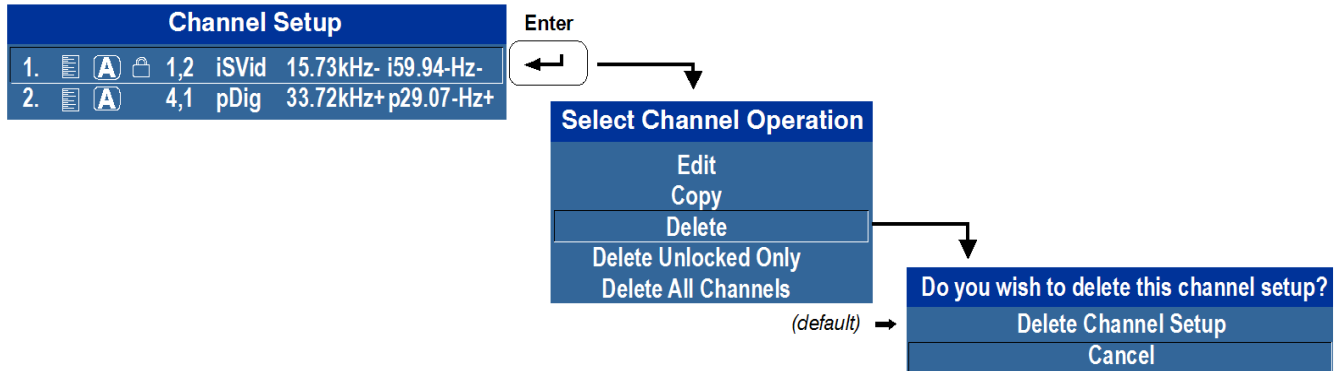 Channel Setup
1. A 1,2 iSVid 15.73kHz- i59.94-Hz-
2. A 4,1 pDig 33.72kHz+ p29.07-Hz+
Enter
Select Channel Operation
Edit
Copy
Delete
Delete Unlocked Only
Delete All Channels
Do you wish to delete this channel setup?
(default)
Delete Channel Setup
Cancel